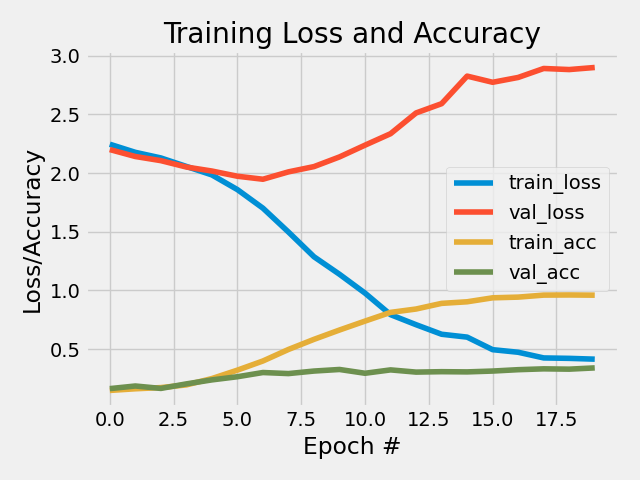 Training Loss and Accuracy
3.0
2.5
2.0
1.5
1.0
0.5
Loss/Accuracy
train_loss
val_loss
train_acc
val_acc
0.0 2.5 5.0 7.5 10.0 12.5 15.0 17.5
Epoch #